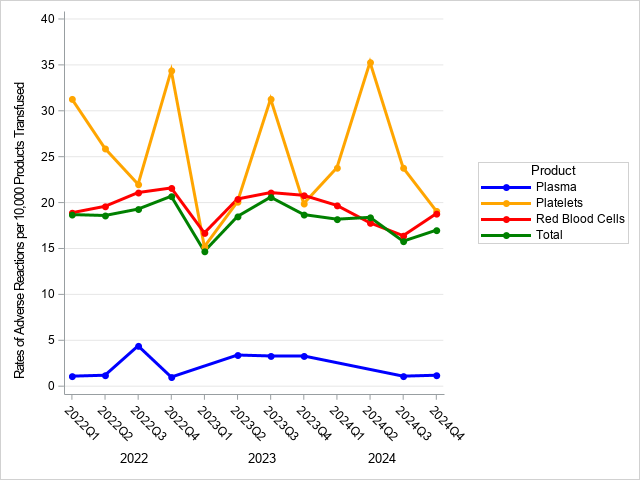 Rates of Adverse Reactions per 10,000 Products Transfused
40
35
30
25
20
15
10
5
0
2022Q1
2022Q2
2022Q3
2022Q4
2023Q1
2023Q2
2023Q3
2023Q4
2024Q1
2024Q2
2024Q3
2024Q4
2022
2023
2024
Product
Plasma
Platelets
Red Blood Cells
Total